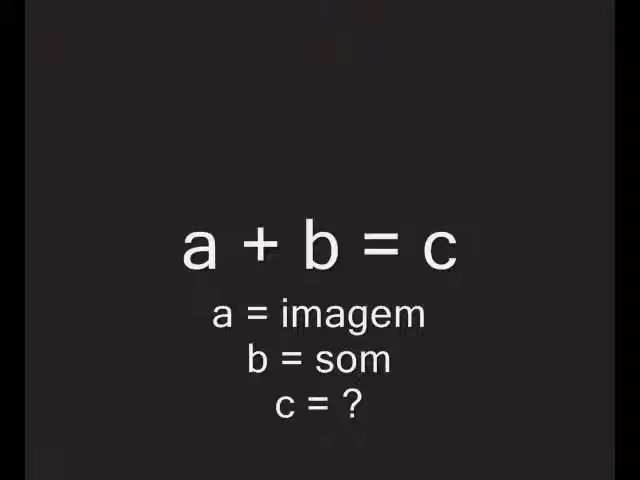 a + b = c
a = imagem
b = som
c = ?